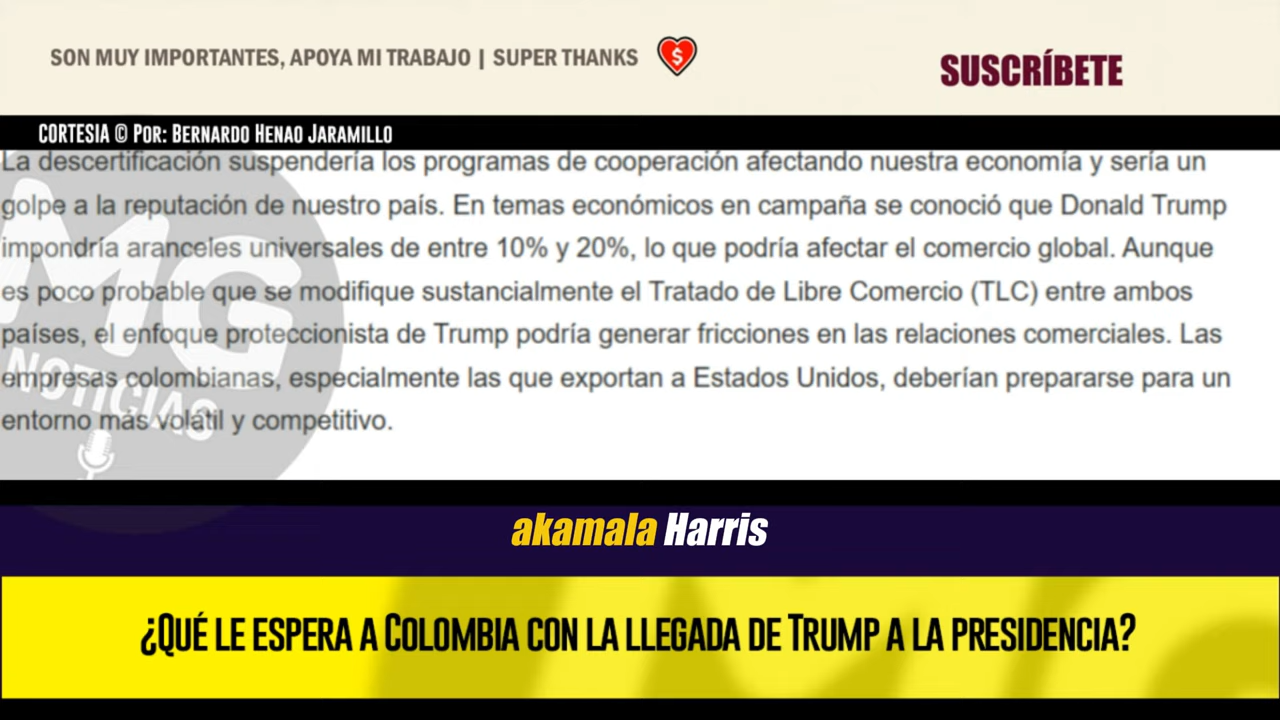 SON MUY IMPORTANTES, APOYA MI TRABAJO | SUPER THANKS $
SUSCRÍBETE
CORTESIA © POR: BERNARDO HENAO JARAMILLO
La descertificación suspendería los programas de cooperación afectando nuestra economía y sería un
golpe a la reputación de nuestro país. En temas económicos en campaña se conoció que Donald Trump
impondría aranceles universales de entre 10% y 20%, lo que podría afectar el comercio global. Aunque
es poco probable que se modifique sustancialmente el Tratado de Libre Comercio (TLC) entre ambos
países, el enfoque proteccionista de Trump podría generar fricciones en las relaciones comerciales. Las
empresas colombianas, especialmente las que exportan a Estados Unidos, deberían prepararse para un
entorno más volátil y competitivo.
MG
NOTICIAS
akamala Harris
¿QUÉ LE ESPERA A COLOMBIA CON LA LLEGADA DE TRUMP A LA PRESIDENCIA?